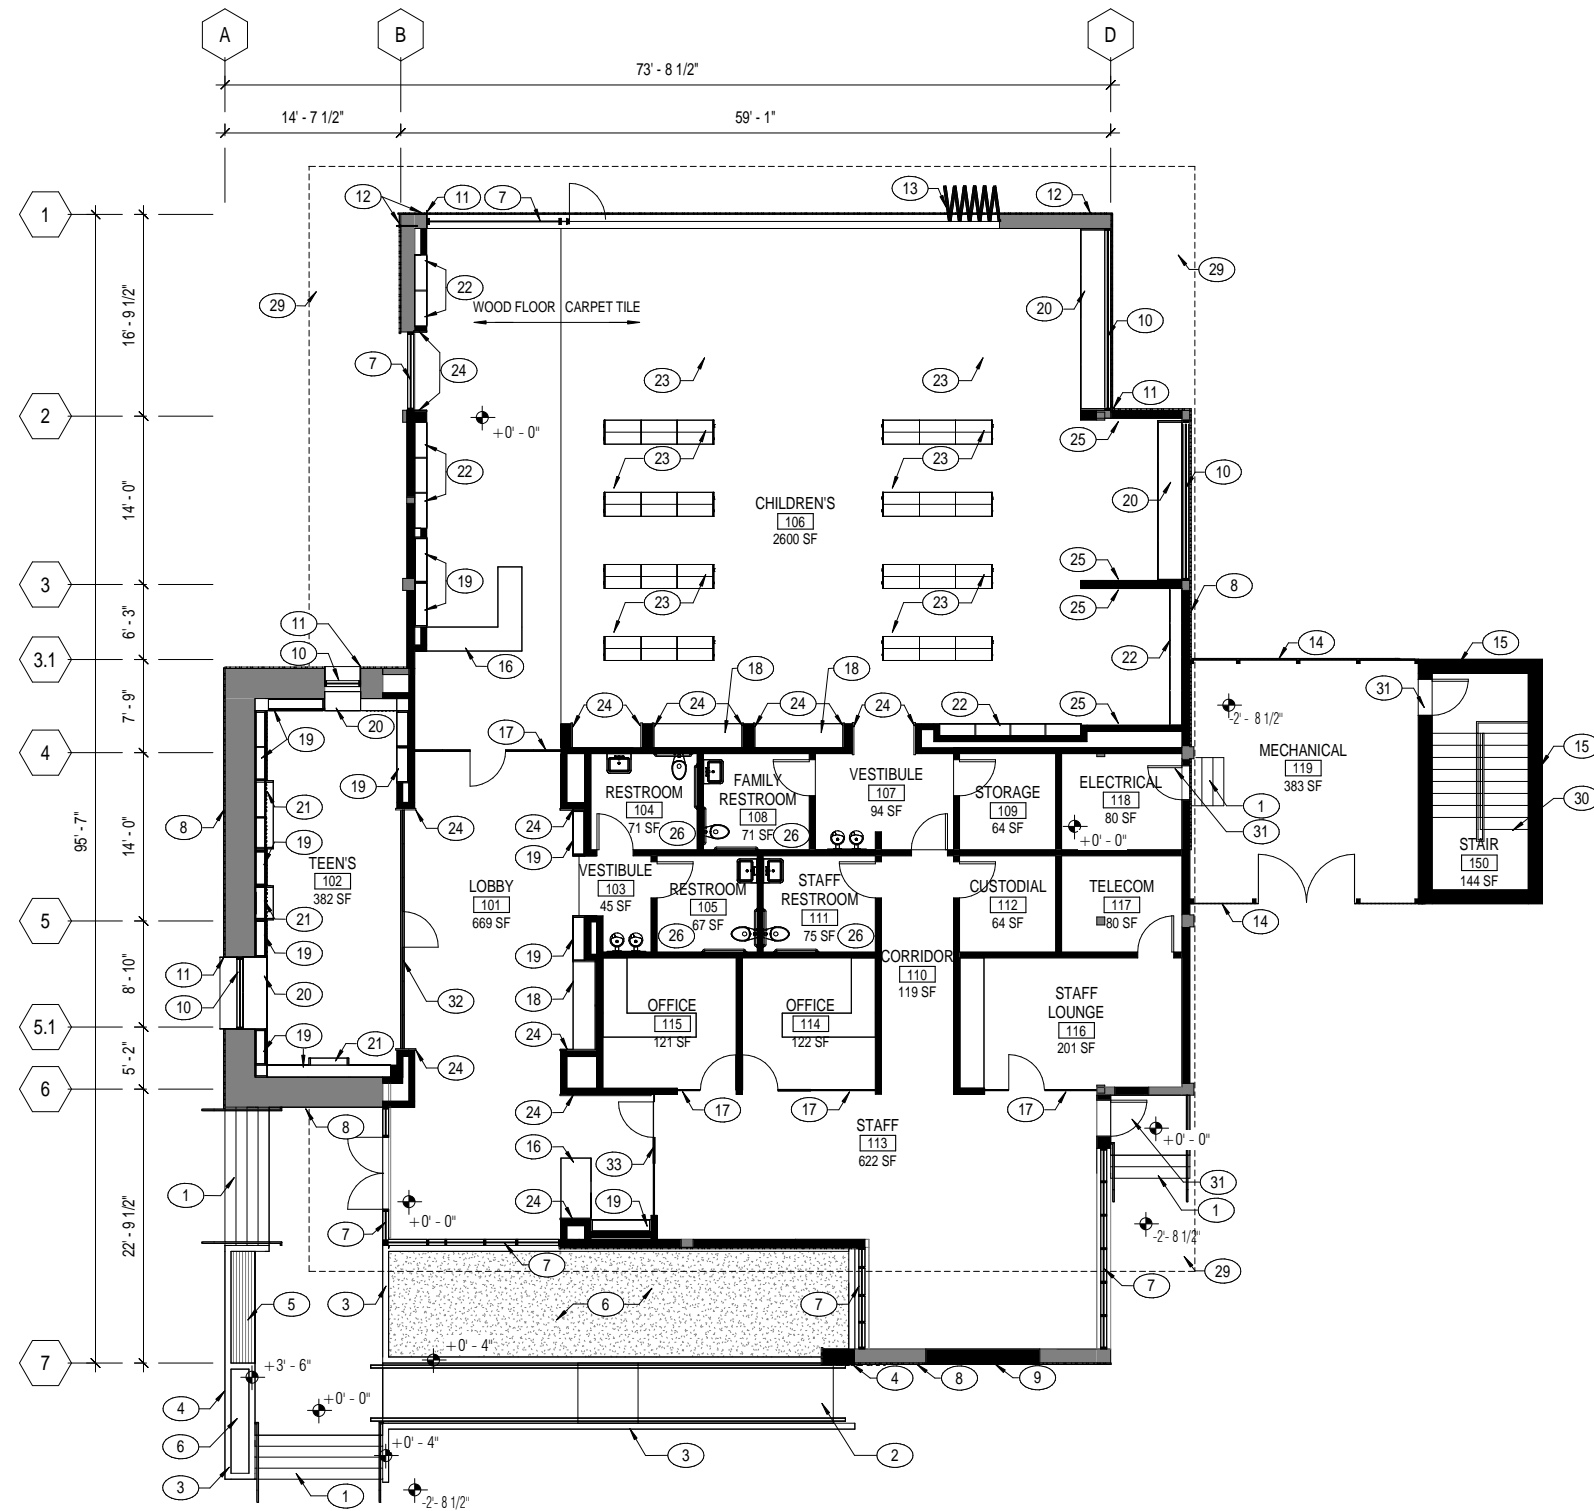 A B D
73' - 8 1/2"
14' - 7 1/2" 59' - 1"
12 11 7 13 12
1
29 22 WOOD FLOOR CARPET TILE 20 29
10
16' - 9 1/2"
7 24 23 23
11
2
+0' - 0" 25
22 23 23 10
20
14' - 0"
CHILDREN'S
106
2600 SF
25
3
19 23 23 25 8
6' - 3"
11
10 16 22 14 15
3.1
18 18
24 24 24 24 22 25 31
7' - 9"
20 17
19
-2' - 8 1/2"
4
MECHANICAL
119
383 SF
15
19
21
RESTROOM
104
71 SF
26
FAMILY
RESTROOM
108
71 SF
26
VESTIBULE
107
94 SF
STORAGE
109
64 SF
ELECTRICAL
118
80 SF
+0' - 0"
1
31
30
8
95' - 7"
14' - 0"
24 24
19 19
TEEN'S
102
382 SF
21
LOBBY
101
669 SF
VESTIBULE
103
45 SF
RESTROOM
105
67 SF
26
STAFF
RESTROOM
111
75 SF
26
CUSTODIAL
112
64 SF
TELECOM
117
80 SF
STAIR
150
144 SF
14
5
19 19
CORRIDOR
110
119 SF
11
10 20 32 18
8' - 10"
OFFICE
115
121 SF
OFFICE
114
122 SF
STAFF
LOUNGE
116
201 SF
5.1
19 21 24 24
5' - 2"
6
17 17 17
8 24
STAFF
113
622 SF
+0' - 0"
16 33
31
1 24 19 1
+0' - 0"
7
-2' - 8 1/2"
22' - 9 1/2"
7 29
5 3 6 7 7
+0' - 4"
7
+3' - 6"
4 8 9
4 +0' - 0"
6 +0' - 4" 3 2
3 1
-2' - 8 1/2"